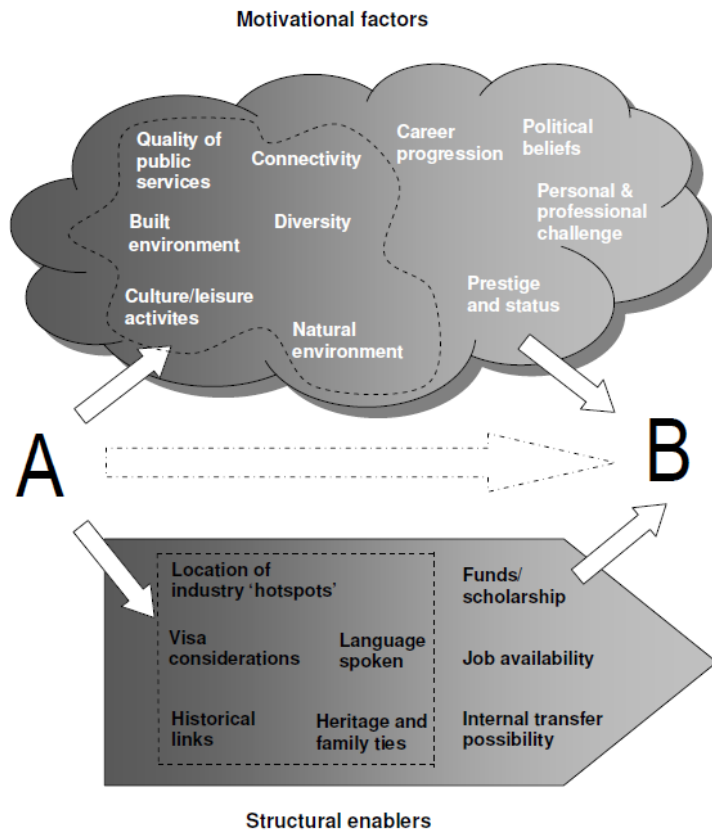 Motivational factors
Quality of
public
services
Connectivity
Career
progression
Political
beliefs
Built
environment
Diversity
Personal &
professional
challenge
Culture/leisure
activites
Natural
environment
Prestige
and status
A
B
Location of
industry 'hotspots'
Funds/
scholarship
Visa
considerations
Language
spoken
Job availability
Historical
links
Heritage and
family ties
Internal transfer
possibility
Structural enablers